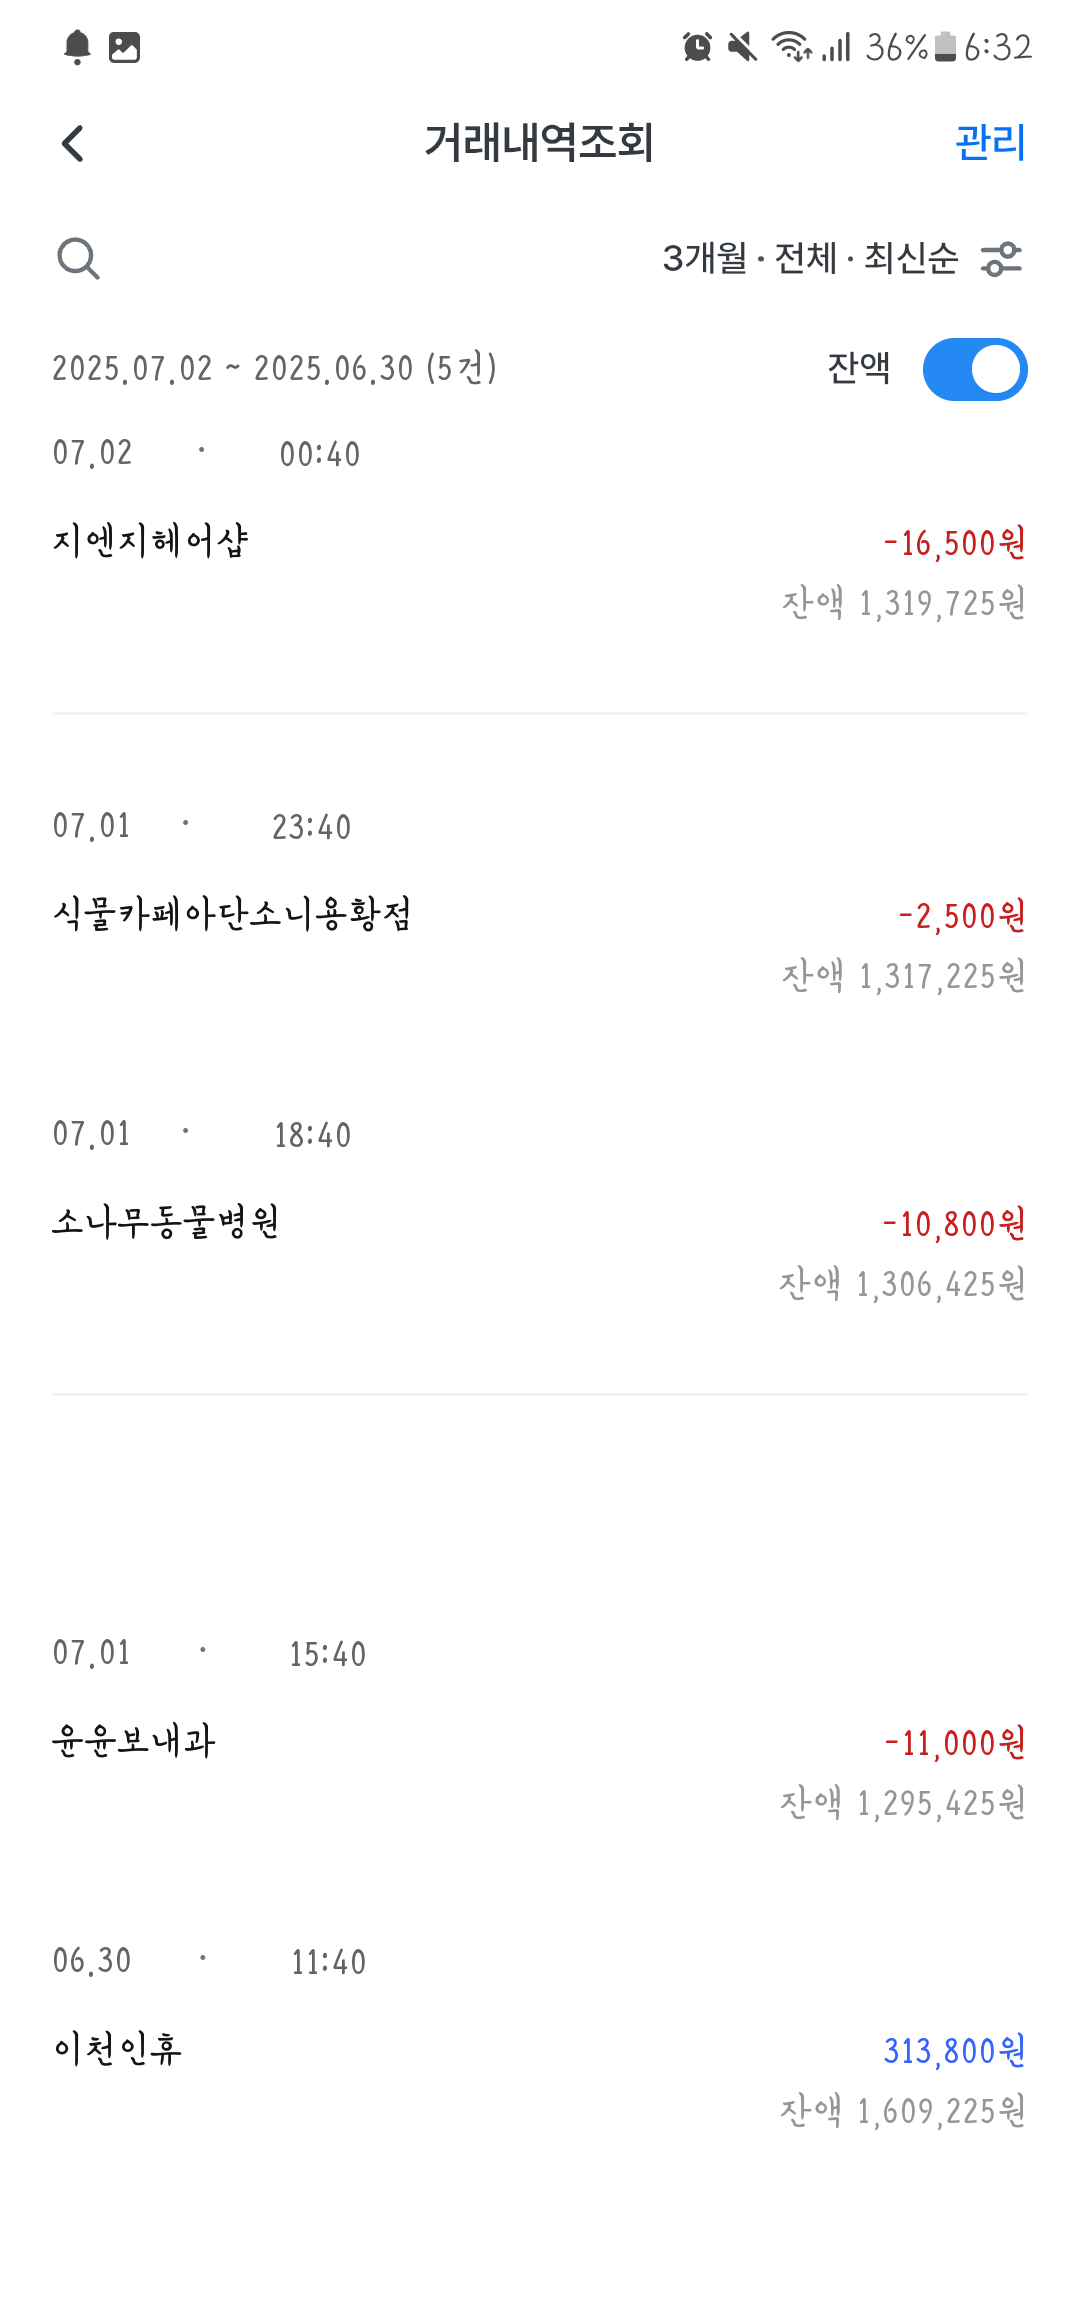 36% 6:32
거래내역조회 관리
3개월 · 전체 · 최신순
2025.07.02 ~ 2025.06.30 (5건) 잔액
07.02 · 00:40
지엔지헤어샵 -16,500원
잔액 1,319,725원
07.01 · 23:40
식물카페아단소니용황점 -2,500원
잔액 1,317,225원
07.01 · 18:40
소나무동물병원 -10,800원
잔액 1,306,425원
07.01 · 15:40
윤윤보내과 -11,000원
잔액 1,295,425원
06.30 · 11:40
이천인휴 313,800원
잔액 1,609,225원